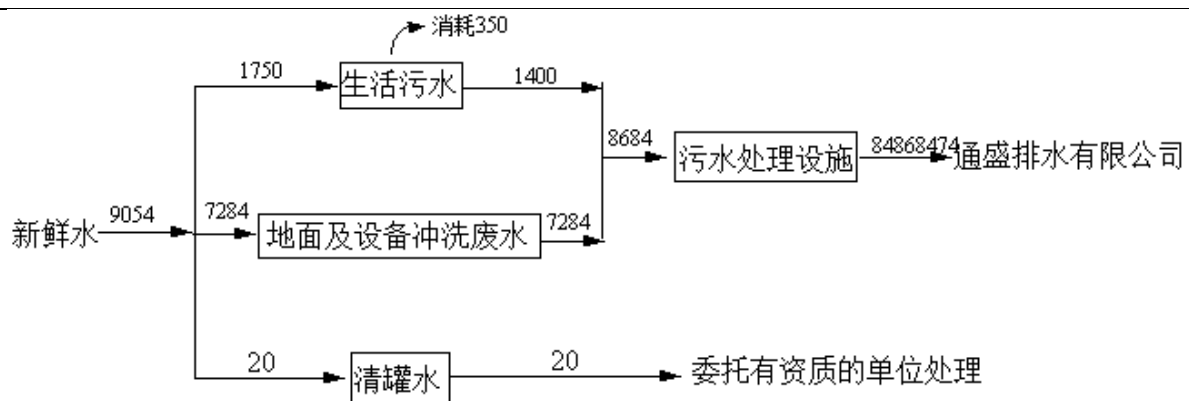 消耗350
1750
生活污水
1400
8684
污水处理设施
84868474
通盛排水有限公司
新鲜水
9054
7284
地面及设备冲洗废水
7284
20
清罐水
20
委托有资质的单位处理